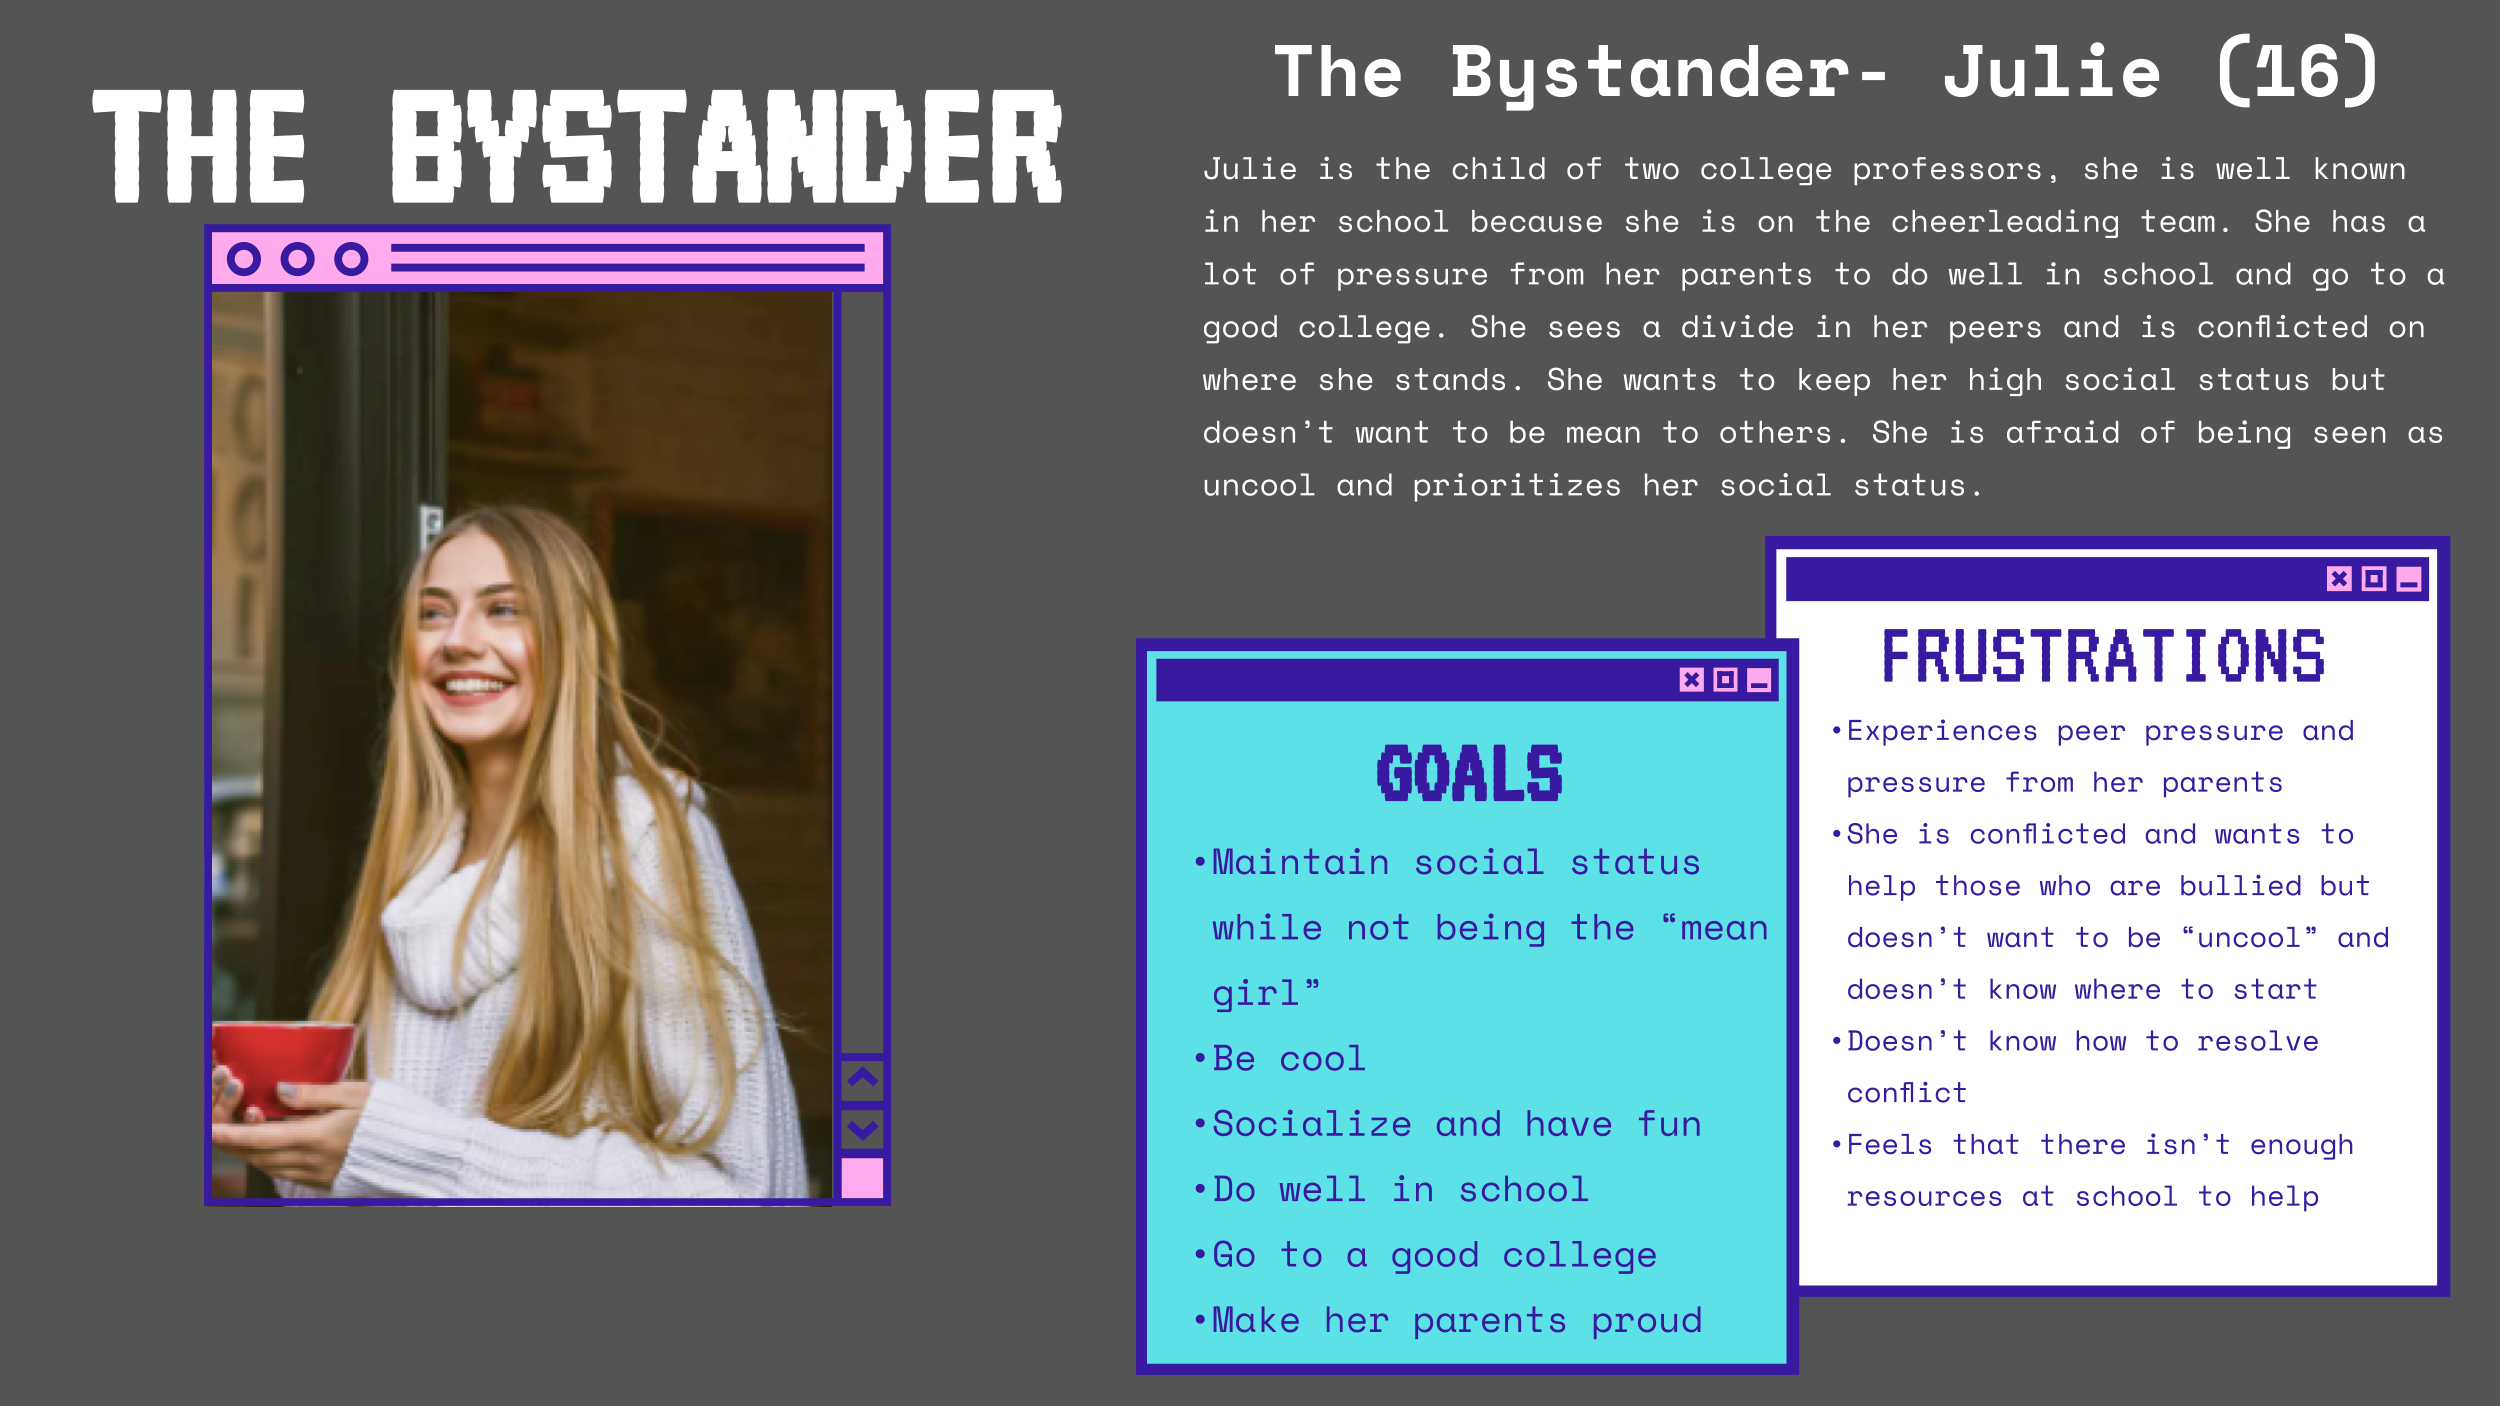 THE BYSTANDER
The Bystander- Julie (16)
Julie is the child of two college professors, she is well known
in her school because she is on the cheerleading team. She has a
lot of pressure from her parents to do well in school and go to a
good college. She sees a divide in her peers and is conflicted on
where she stands. She wants to keep her high social status but
doesn’t want to be mean to others. She is afraid of being seen as
uncool and prioritizes her social status.
GOALS
•Maintain social status
while not being the “mean
girl”
•Be cool
•Socialize and have fun
•Do well in school
•Go to a good college
•Make her parents proud
FRUSTRATIONS
•Experiences peer pressure and
pressure from her parents
•She is conflicted and wants to
help those who are bullied but
doesn’t want to be “uncool” and
doesn’t know where to start
•Doesn’t know how to resolve
conflict
•Feels that there isn’t enough
resources at school to help